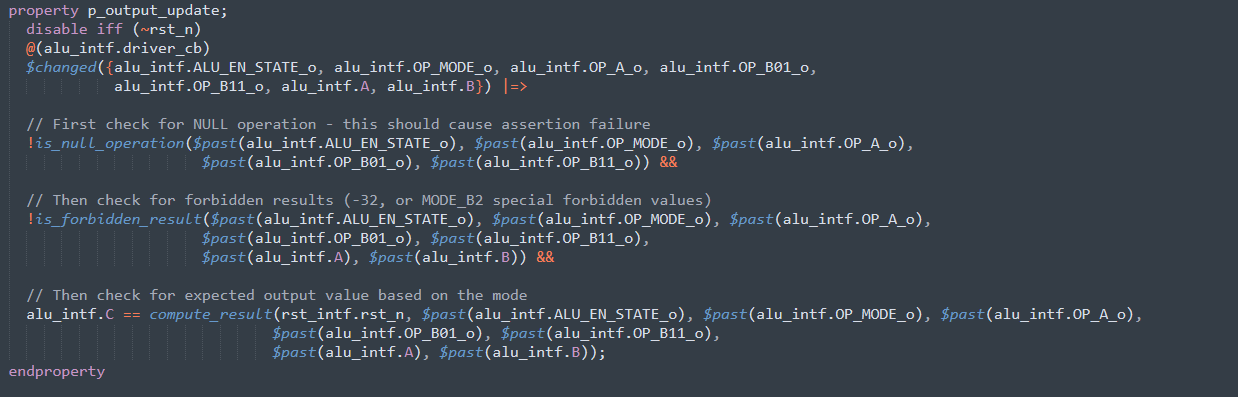 property p_output_update;
disable iff (~rst_n)
@(alu_intf.driver_cb)
$changed({alu_intf.ALU_EN_STATE_o, alu_intf.OP_MODE_o, alu_intf.OP_A_o, alu_intf.OP_B01_o,
alu_intf.OP_B11_o, alu_intf.A, alu_intf.B}) |=>
// First check for NULL operation - this should cause assertion failure
!is_null_operation($past(alu_intf.ALU_EN_STATE_o), $past(alu_intf.OP_MODE_o), $past(alu_intf.OP_A_o),
$past(alu_intf.OP_B01_o), $past(alu_intf.OP_B11_o)) &&
// Then check for forbidden results (-32, or MODE_B2 special forbidden values)
!is_forbidden_result($past(alu_intf.ALU_EN_STATE_o), $past(alu_intf.OP_MODE_o), $past(alu_intf.OP_A_o),
$past(alu_intf.OP_B01_o), $past(alu_intf.OP_B11_o),
$past(alu_intf.A), $past(alu_intf.B)) &&
// Then check for expected output value based on the mode
alu_intf.C == compute_result(rst_intf.rst_n, $past(alu_intf.ALU_EN_STATE_o), $past(alu_intf.OP_MODE_o), $past(alu_intf.OP_A_o),
$past(alu_intf.OP_B01_o), $past(alu_intf.OP_B11_o),
$past(alu_intf.A), $past(alu_intf.B));
endproperty